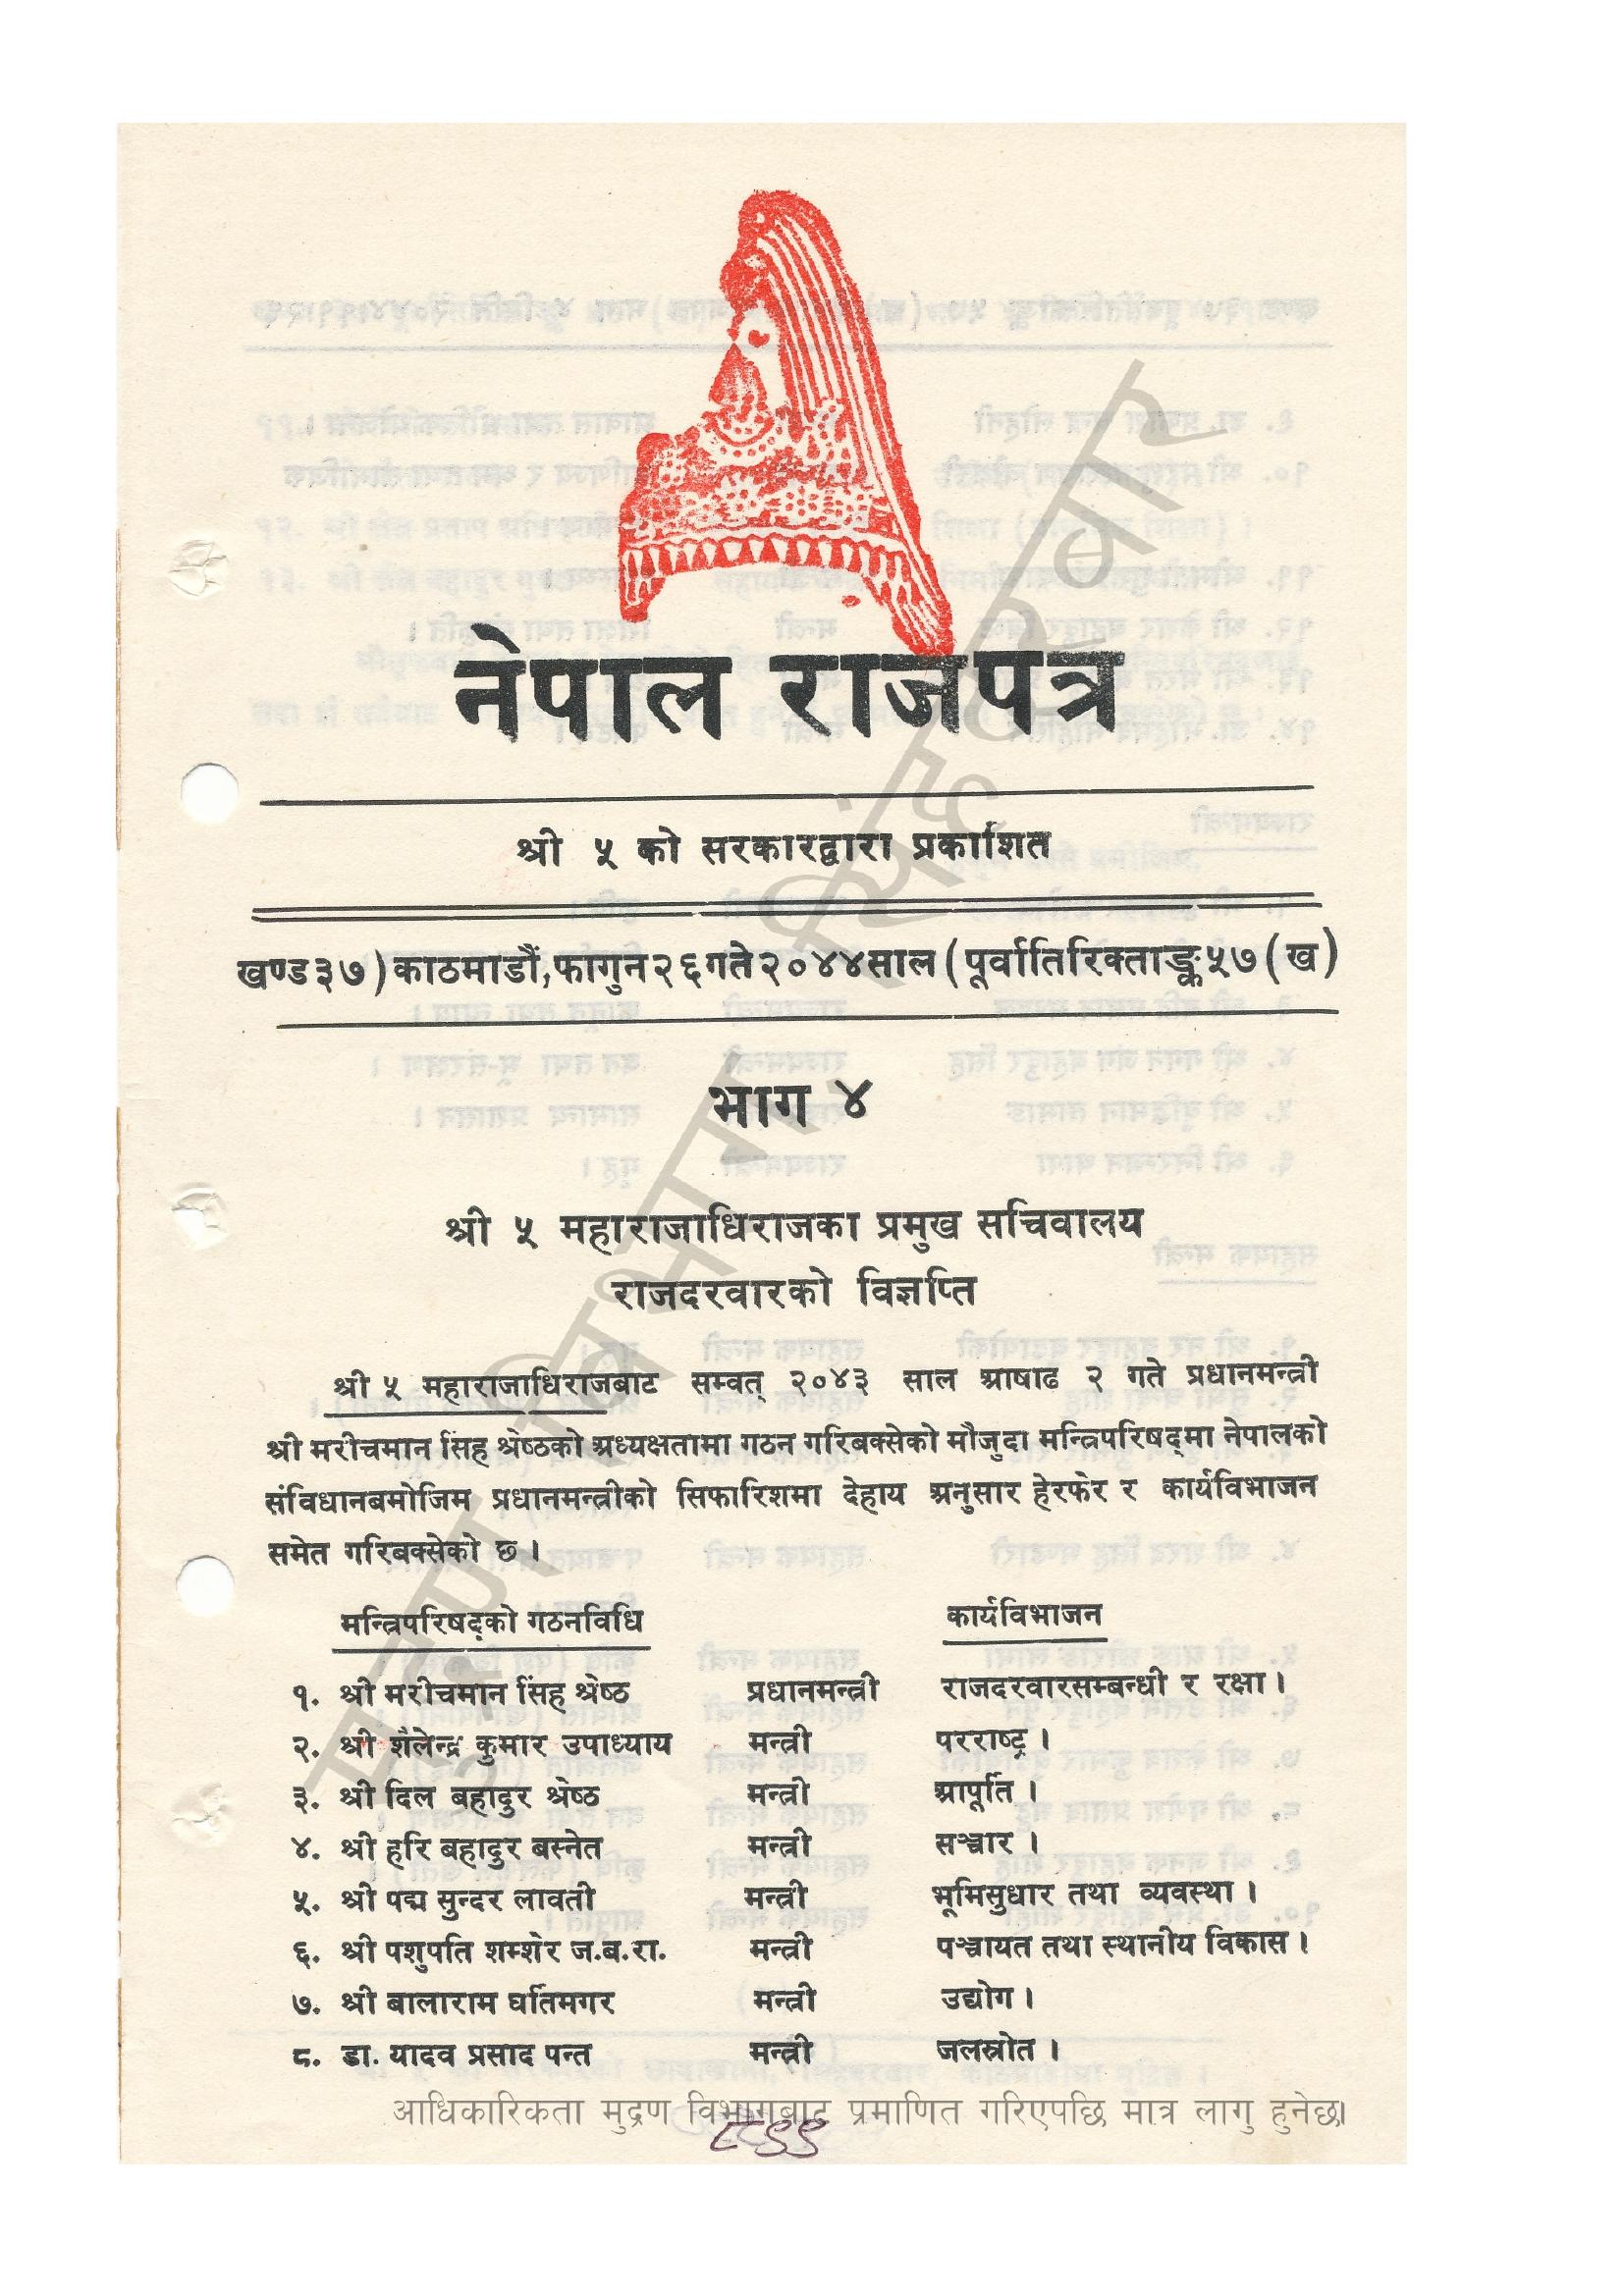 नेपाल राजपत्र
श्री ५ को सरकारद्वारा प्रकाशित
खण्ड ३७ ) काठमाडौं, फागुन २६ गते २०४४ साल ( पूर्वातिरिक्ताङ्क ५७ ( ख )
भाग ४
श्री ५ महाराजाधिराजका प्रमुख सचिवालय
राजदरवारको विज्ञप्ति
श्री ५ महाराजाधिराजबाट सम्वत् २०४३ साल आषाढ २ गते प्रधानमन्त्री
श्री मरीचमान सिंह श्रेष्ठको अध्यक्षतामा गठन गरिबक्सेको मौजुदा मन्त्रिपरिषद्मा नेपालको
संविधानबमोजिम प्रधानमन्त्रीको सिफारिशमा देहाय अनुसार हेरफेर र कार्यविभाजन
समेत गरिबक्सेको छ ।
मन्त्रिपरिषद्को गठनविधि कार्यविभाजन
१. श्री मरीचमान सिंह श्रेष्ठ प्रधानमन्त्री राजदरवारसम्बन्धी र रक्षा ।
२. श्री शैलेन्द्र कुमार उपाध्याय मन्त्री परराष्ट्र ।
३. श्री दिल बहादुर श्रेष्ठ मन्त्री आपूर्ति ।
४. श्री हरि बहादुर बस्नेत मन्त्री सञ्चार ।
५. श्री पद्म सुन्दर लावती मन्त्री भूमिसुधार तथा व्यवस्था ।
६. श्री पशुपति शम्शेर ज.ब.रा. मन्त्री पञ्चायत तथा स्थानीय विकास ।
७. श्री बालाराम घर्तिमगर मन्त्री उद्योग ।
८. डा. यादव प्रसाद पन्त मन्त्री जलस्रोत ।
आधिकारिकता मुद्रण विभागबाट प्रमाणित गरिएपछि मात्र लागु हुनेछ।
मुद्रण विभाग, सिंहदरबार